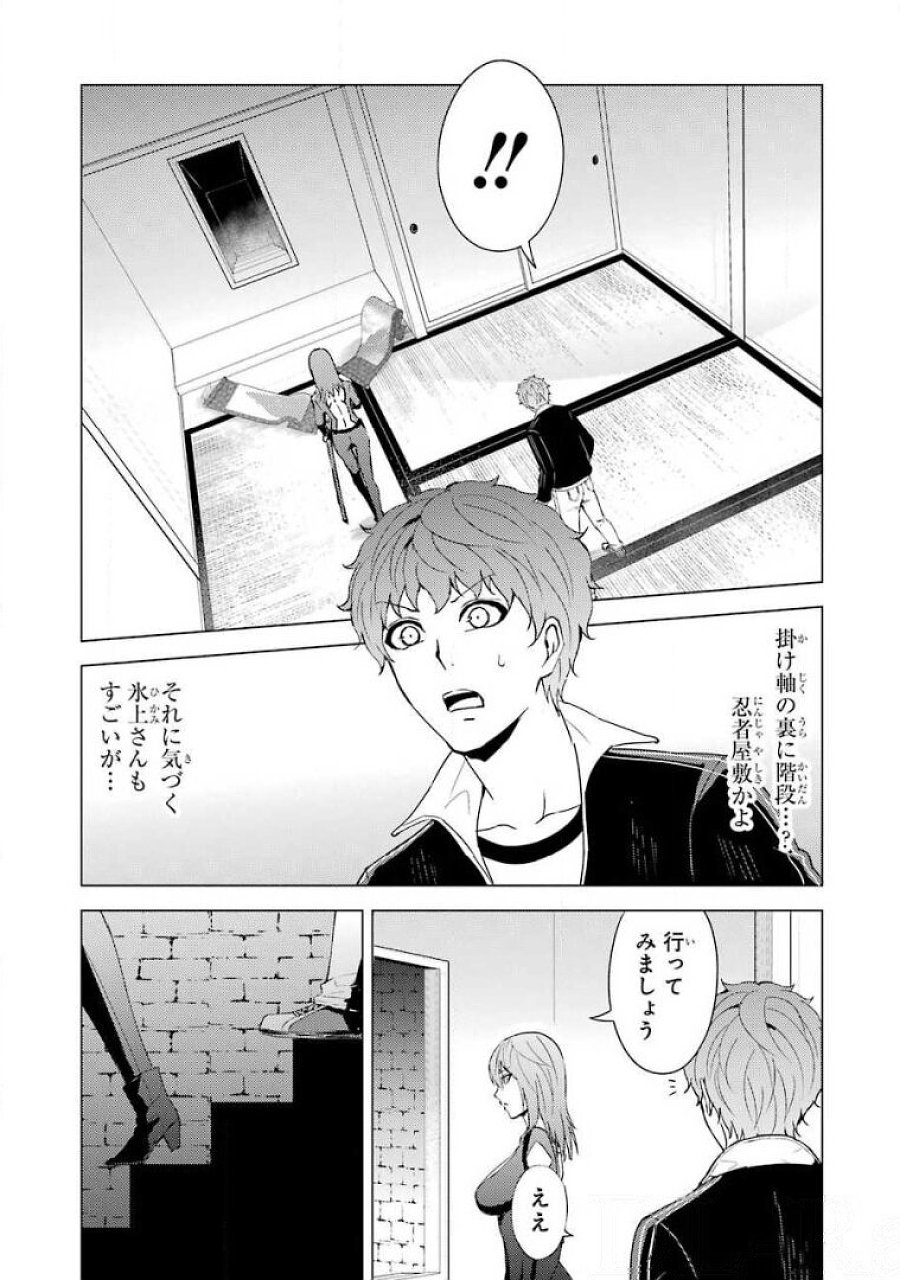 !!
掛け軸の裏に階段…?
忍者屋敷かよ
それに気づく
氷上さんも
すごいが…
行って
みましょう
ええ